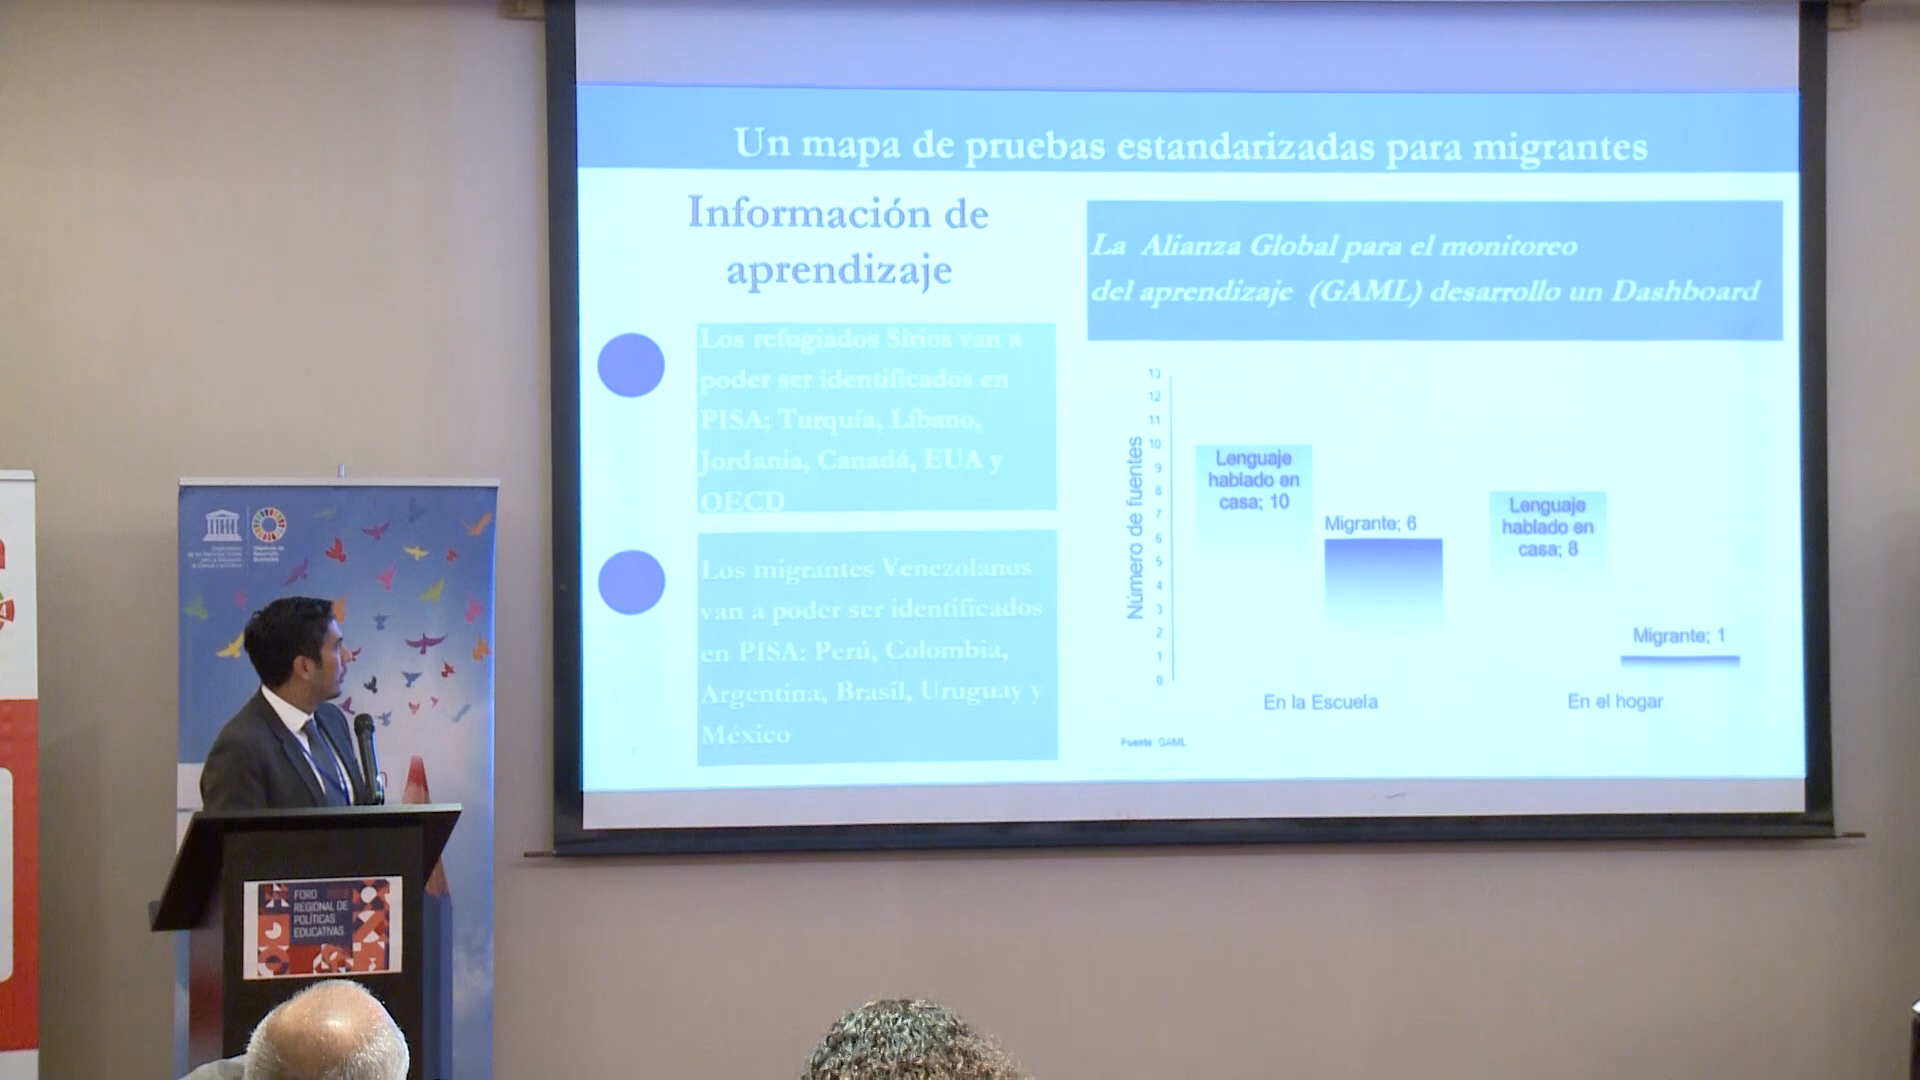 Un mapa de pruebas estandarizadas para migrantes
Información de
aprendizaje
Los refugiados Sirios van a
poder ser identificados en
PISA; Turquía, Líbano,
Jordania, Canadá, EUA y
OECD
Los migrantes Venezolanos
van a poder ser identificados
en PISA: Perú, Colombia,
Argentina, Brasil, Uruguay y
México
La Alianza Global para el monitoreo
del aprendizaje (GAML) desarrollo un Dashboard
Número de fuentes
13
12
11
10
9
8
7
6
5
4
3
2
1
0
Lenguaje
hablado en
casa; 10
Migrante; 6
Lenguaje
hablado en
casa; 8
Migrante; 1
En la Escuela
En el hogar
Fuente: GAML
FORO
REGIONAL DE
POLÍTICAS
EDUCATIVAS
4